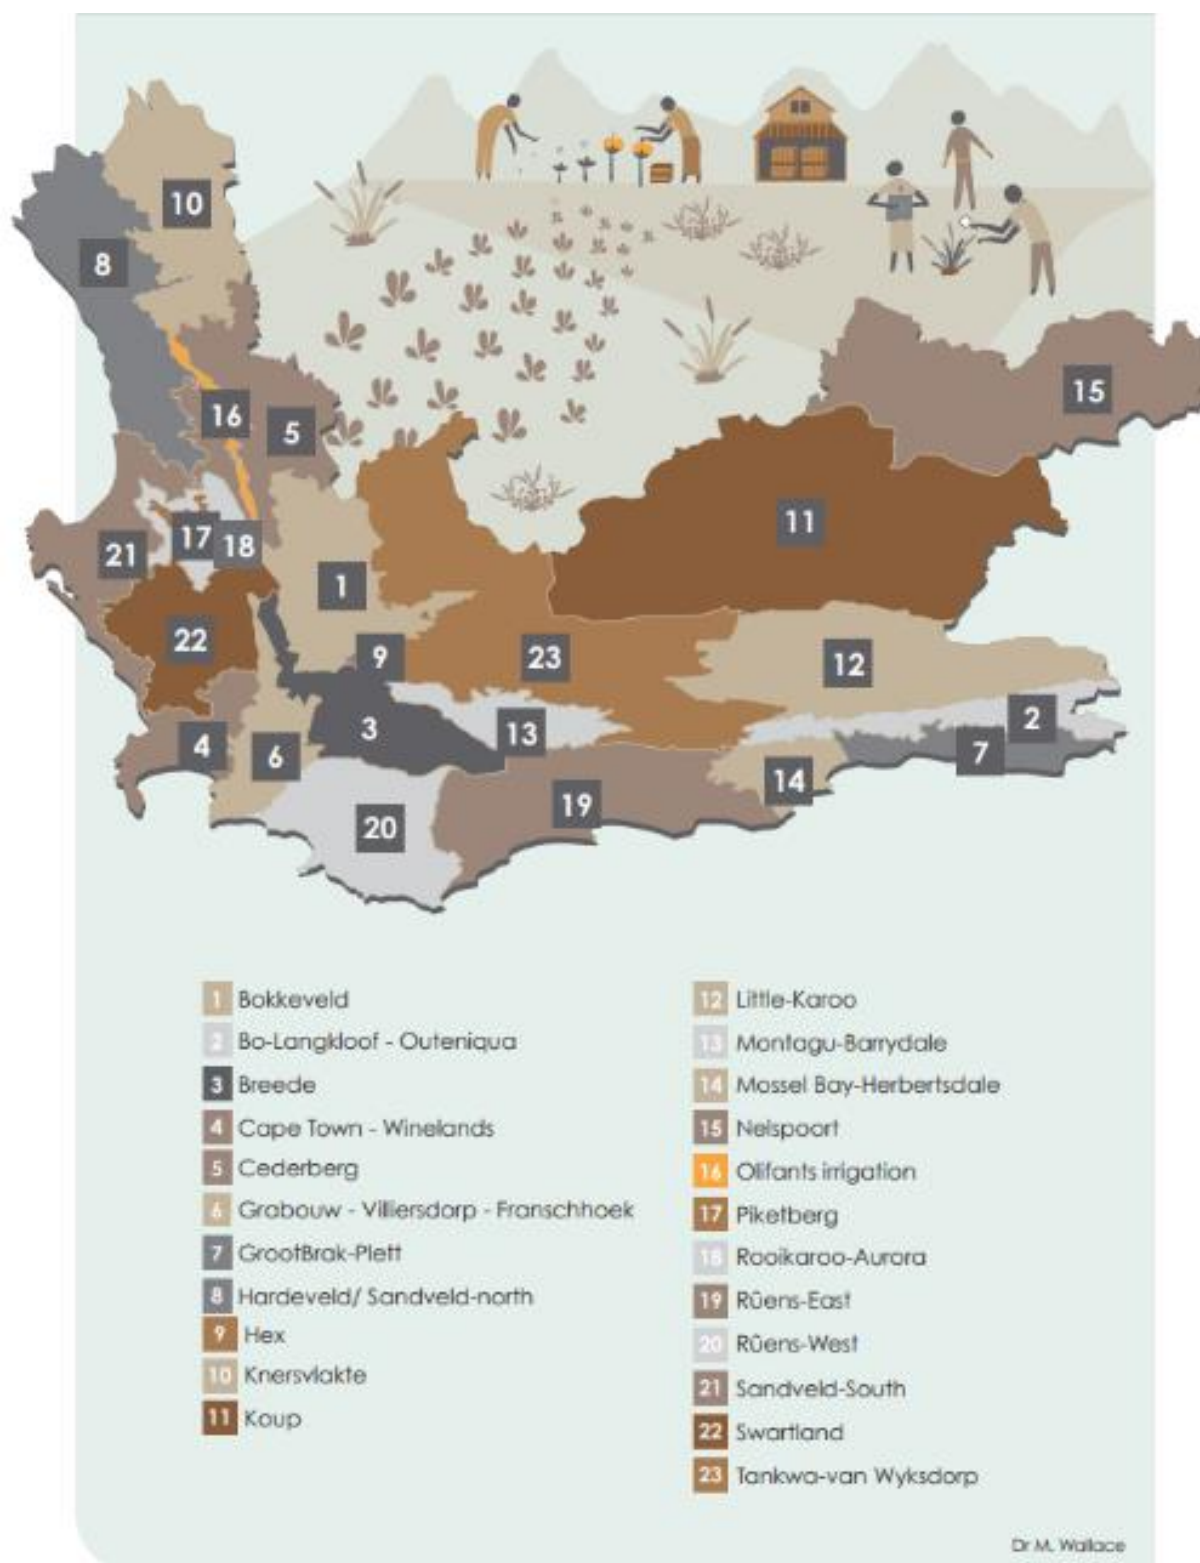 10
8
15
16
5
11
17
18
21
1
22
9
23
12
2
3
13
4
6
7
14
19
20
1 Bokkeveld
2 Bo-Langkloof - Outeniqua
3 Breede
4 Cape Town - Winelands
5 Cederberg
6 Grabouw - Villiersdorp - Franschhoek
7 GrootBrak-Plett
8 Hardeveld/ Sandveld-north
9 Hex
10 Knersvlakte
11 Koup
12 Little-Karoo
13 Montagu-Barrydale
14 Mossel Bay-Herbertsdale
15 Nelspoort
16 Olifants irrigation
17 Piketberg
18 Rooikaroo-Aurora
19 Rûens-East
20 Rûens-West
21 Sandveld-South
22 Swartland
23 Tankwa-van Wyksdorp
Dr M. Wallace